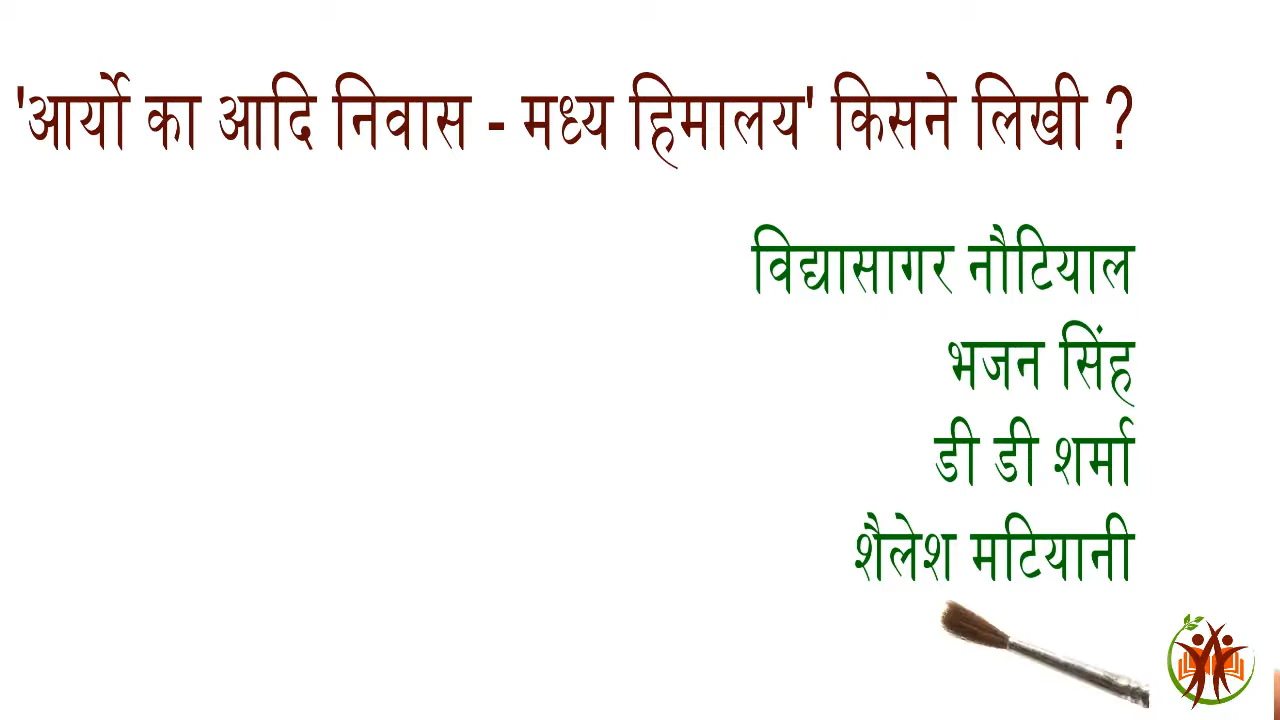 'आर्यो का आदि निवास - मध्य हिमालय' किसने लिखी ?
विद्यासागर नौटियाल
भजन सिंह
डी डी शर्मा
शैलेश मटियानी